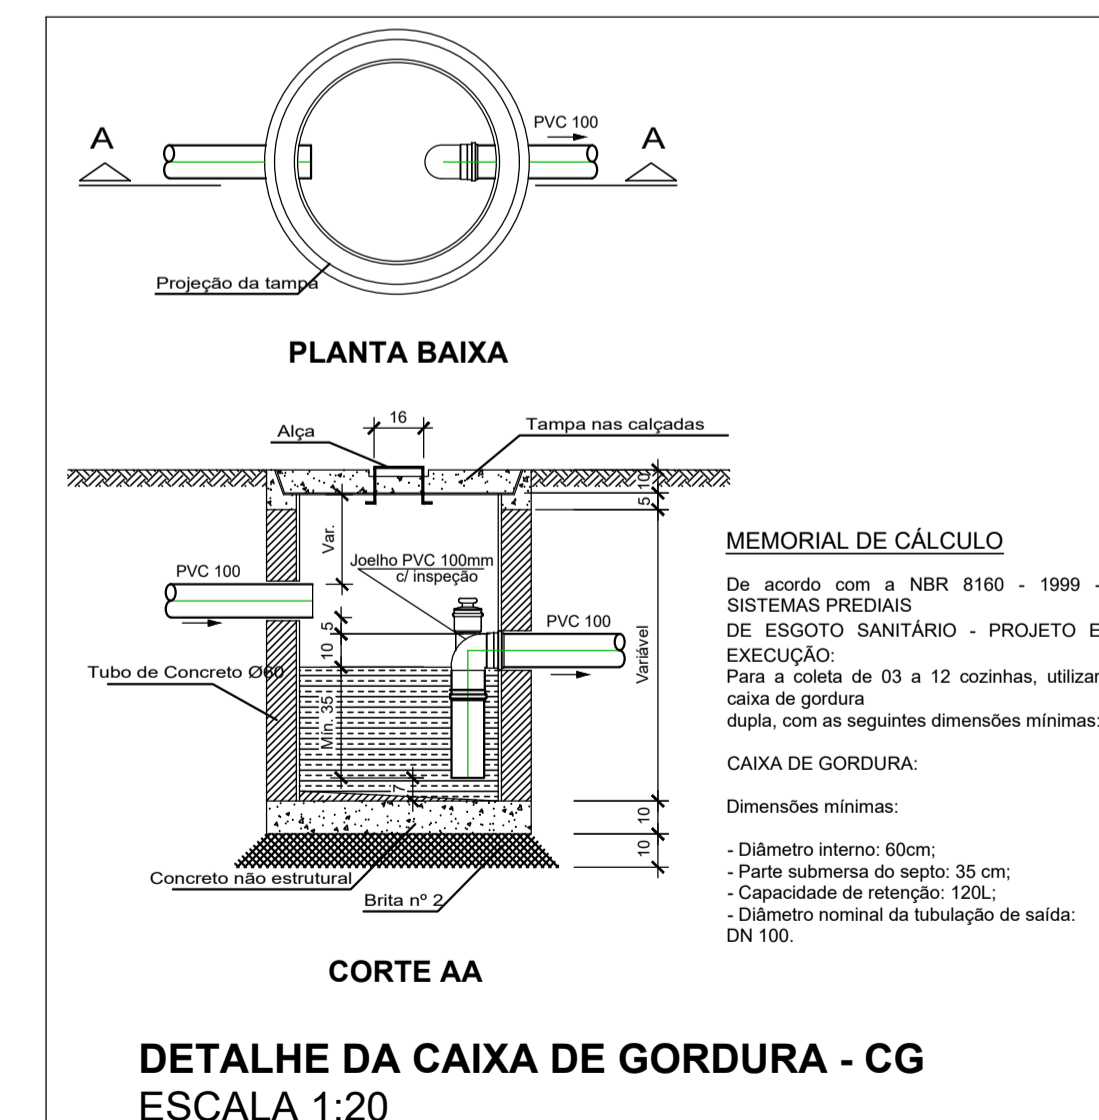 PVC 100
A
A
Projeção da tampa
PLANTA BAIXA
16
Alça
Tampa nas calçadas
10
5
Var.
Joelho PVC 100mm
c/ inspeção
PVC 100
5
PVC 100
10
Variável
Tubo de Concreto Ø60
Mín. 35
7
10
10
Concreto não estrutural
Brita nº 2
CORTE AA
MEMORIAL DE CÁLCULO
De acordo com a NBR 8160 - 1999 -
SISTEMAS PREDIAIS
DE ESGOTO SANITÁRIO - PROJETO E
EXECUÇÃO:
Para a coleta de 03 a 12 cozinhas, utilizar
caixa de gordura
dupla, com as seguintes dimensões mínimas:
CAIXA DE GORDURA:
Dimensões mínimas:
- Diâmetro interno: 60cm;
- Parte submersa do septo: 35 cm;
- Capacidade de retenção: 120L;
- Diâmetro nominal da tubulação de saída:
DN 100.
DETALHE DA CAIXA DE GORDURA - CG
ESCALA 1:20